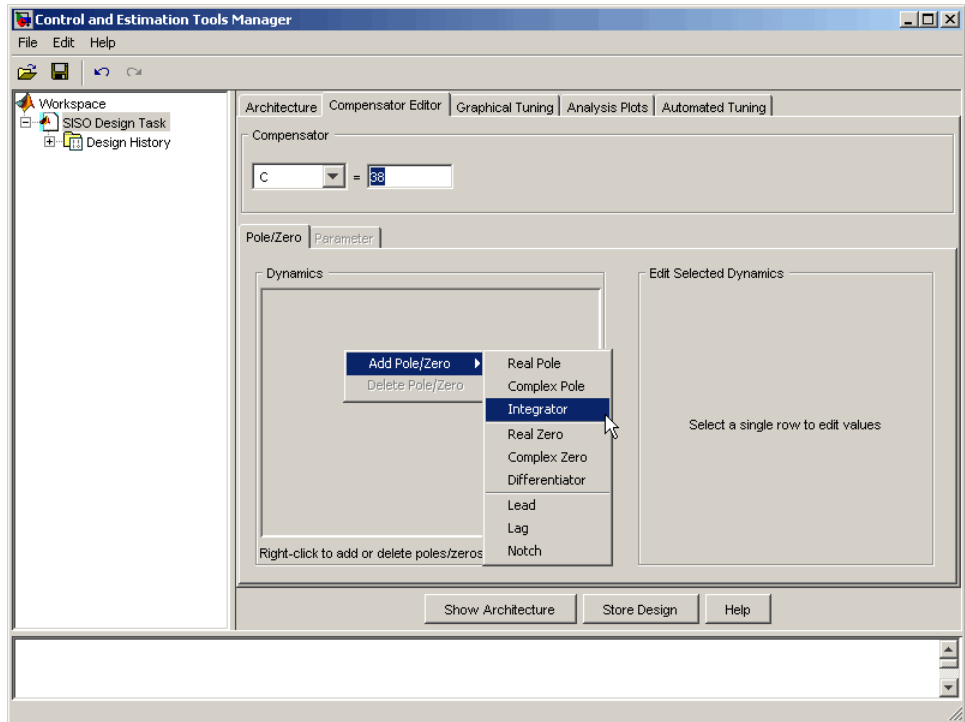 Control and Estimation Tools Manager
File Edit Help
Workspace
SISO Design Task
Design History
Architecture Compensator Editor Graphical Tuning Analysis Plots Automated Tuning
Compensator
C = 38
Pole/Zero Parameter
Dynamics
Edit Selected Dynamics
Add Pole/Zero
Delete Pole/Zero
Real Pole
Complex Pole
Integrator
Real Zero
Complex Zero
Differentiator
Lead
Lag
Notch
Select a single row to edit values
Right-click to add or delete poles/zeros
Show Architecture Store Design Help